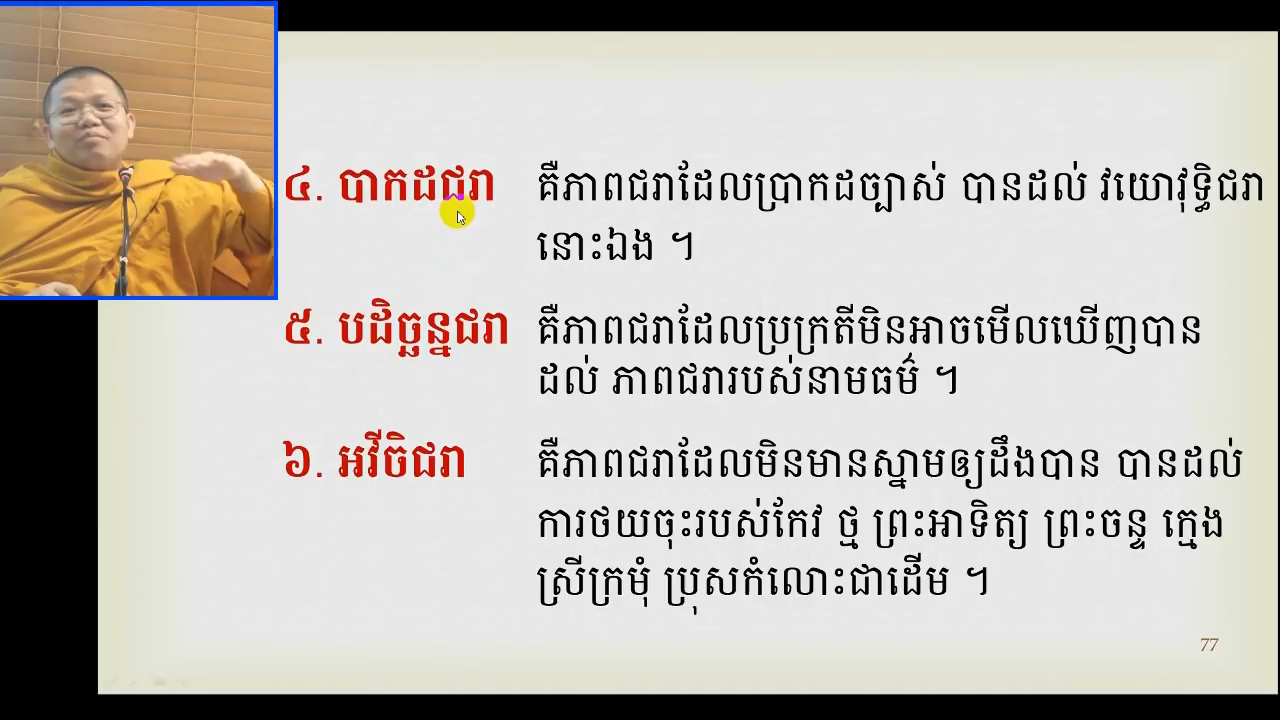 ៤. បាកដជរា គឺភាពជរាដែលប្រាកដច្បាស់ បានដល់ វយោវុទ្ធិជរា
នោះឯង ។
៥. បដិច្ឆន្នជរា គឺភាពជរាដែលប្រក្រតីមិនអាចមើលឃើញបាន
ដល់ ភាពជរារបស់នាមធម៌ ។
៦. អវីចិជរា គឺភាពជរាដែលមិនមានស្នាមឲ្យដឹងបាន បានដល់
ការថយចុះរបស់កែវ ថ្ម ព្រះអាទិត្យ ព្រះចន្ទ ក្មេង
ស្រីក្រមុំ ប្រុសកំលោះជាដើម ។
77